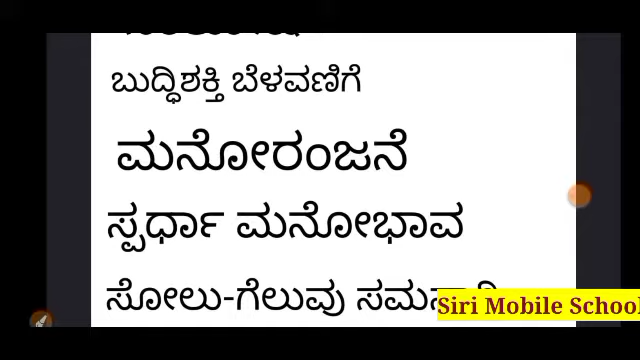 ಬುದ್ಧಿಶಕ್ತಿ ಬೆಳವಣಿಗೆ
ಮನೋರಂಜನೆ
ಸ್ಪರ್ಧಾ ಮನೋಭಾವ
ಸೋಲು-ಗೆಲುವು
Siri Mobile School